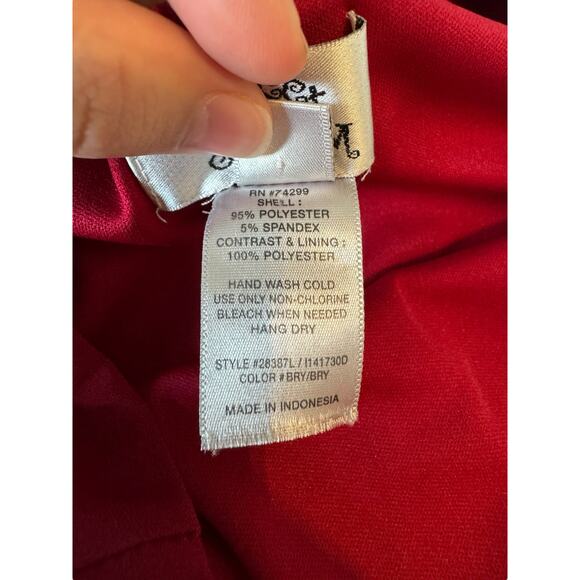 RN #74299
SHELL :
95% POLYESTER
5% SPANDEX
CONTRAST & LINING :
100% POLYESTER
HAND WASH COLD
USE ONLY NON-CHLORINE
BLEACH WHEN NEEDED
HANG DRY
STYLE #28387L / I141730D
COLOR #BRY/BRY
MADE IN INDONESIA